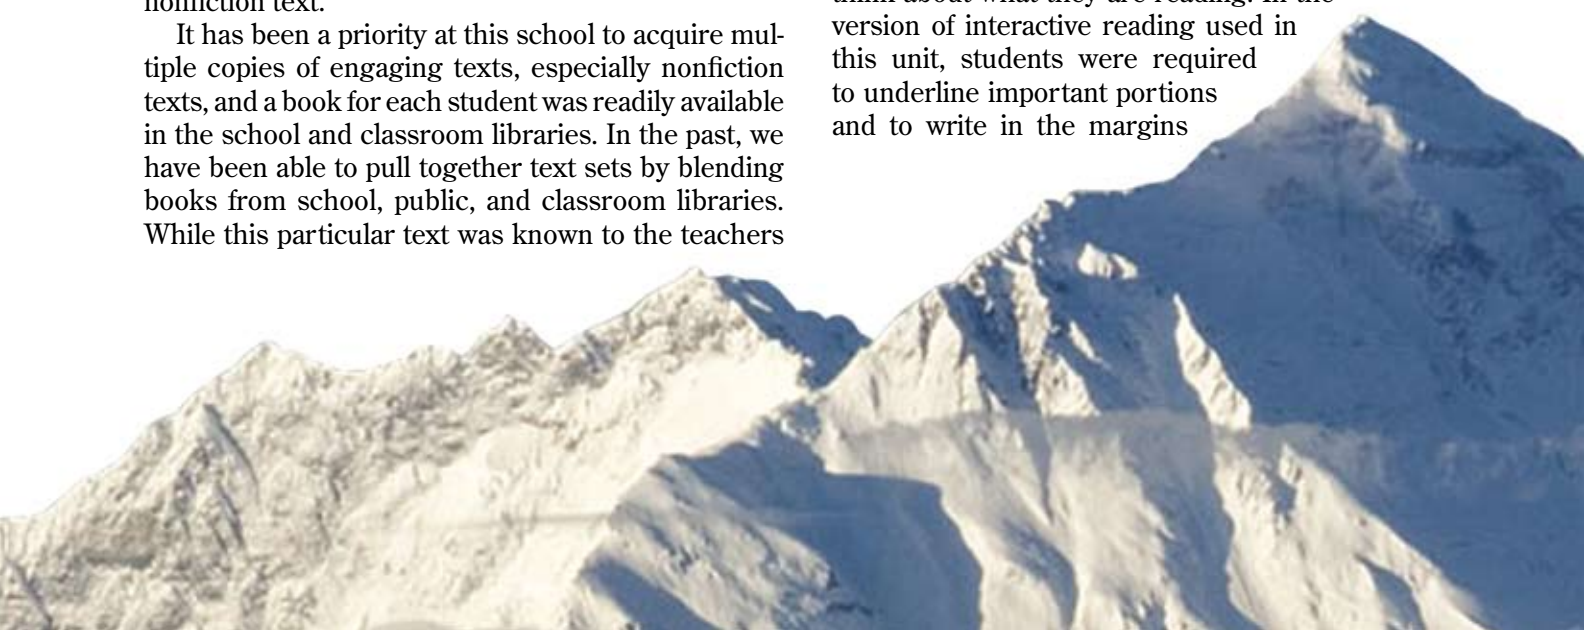 nonfiction text.
It has been a priority at this school to acquire mul-
tiple copies of engaging texts, especially nonfiction
texts, and a book for each student was readily available
in the school and classroom libraries. In the past, we
have been able to pull together text sets by blending
books from school, public, and classroom libraries.
While this particular text was known to the teachers
think about what they are reading. In the
version of interactive reading used in
this unit, students were required
to underline important portions
and to write in the margins